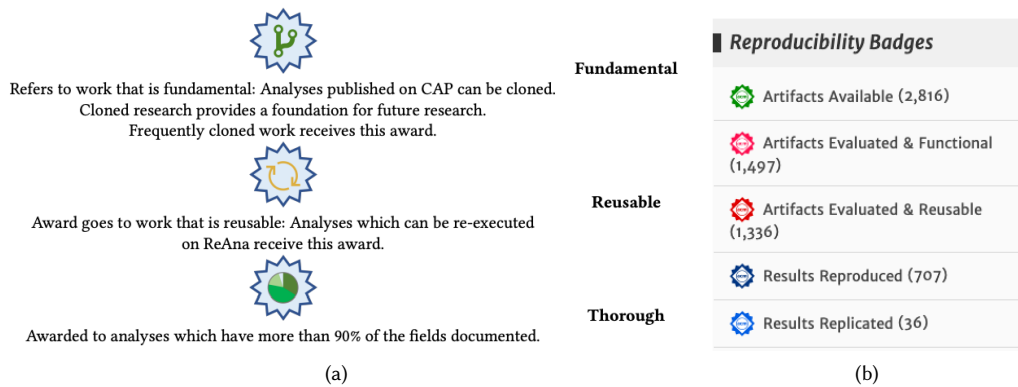 Refers to work that is fundamental: Analyses published on CAP can be cloned.
Cloned research provides a foundation for future research.
Frequently cloned work receives this award.
Fundamental
Award goes to work that is reusable: Analyses which can be re-executed
on ReAna receive this award.
Reusable
Awarded to analyses which have more than 90% of the fields documented.
Thorough
(a)
Reproducibility Badges
Artifacts Available (2,816)
Artifacts Evaluated & Functional
(1,497)
Artifacts Evaluated & Reusable
(1,336)
Results Reproduced (707)
Results Replicated (36)
(b)